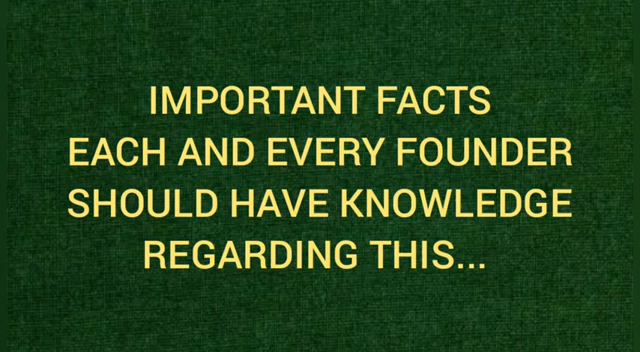 IMPORTANT FACTS
EACH AND EVERY FOUNDER
SHOULD HAVE KNOWLEDGE
REGARDING THIS...